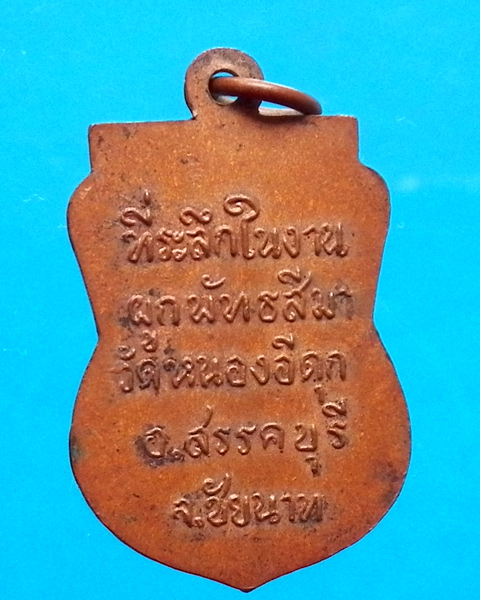 ที่ระลึกในงาน
ผูกพัทธสีมา
วัดหนองอีดุก
อ.สรรคบุรี
จ.ชัยนาท